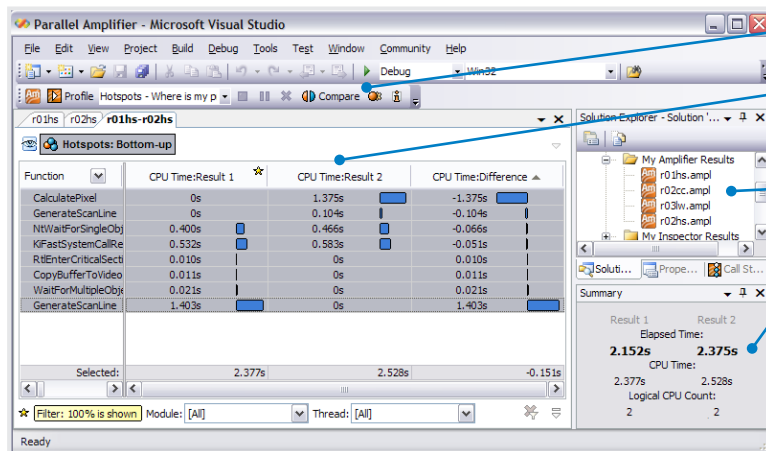 Parallel Amplifier - Microsoft Visual Studio
File Edit View Project Build Debug Tools Test Window Community Help
Debug Win32
Profile Hotspots - Where is my p Compare
r01hs r02hs r01hs-r02hs
Hotspots: Bottom-up
Function CPU Time:Result 1 CPU Time:Result 2 CPU Time:Difference
CalculatePixel 0s 1.375s -1.375s
GenerateScanLine 0s 0.104s -0.104s
NtWaitForSingleObj 0.400s 0.466s -0.066s
KiFastSystemCallRe 0.532s 0.583s -0.051s
RtlEnterCriticalSecti 0.010s 0s 0.010s
CopyBufferToVideo 0.011s 0s 0.011s
WaitForMultipleObje 0.021s 0s 0.021s
GenerateScanLine 1.403s 0s 1.403s
Selected: 2.377s 2.528s -0.151s
Filter: 100% is shown Module: [All] Thread: [All]
Ready
Solution Explorer - Solution '...
My Amplifier Results
r01hs.ampl
r02cc.ampl
r03lw.ampl
r02hs.ampl
My Inspector Results
Soluti... Prope... Call St...
Summary
Result 1 Result 2
Elapsed Time:
2.152s 2.375s
CPU Time:
2.377s 2.528s
Logical CPU Count:
2 2